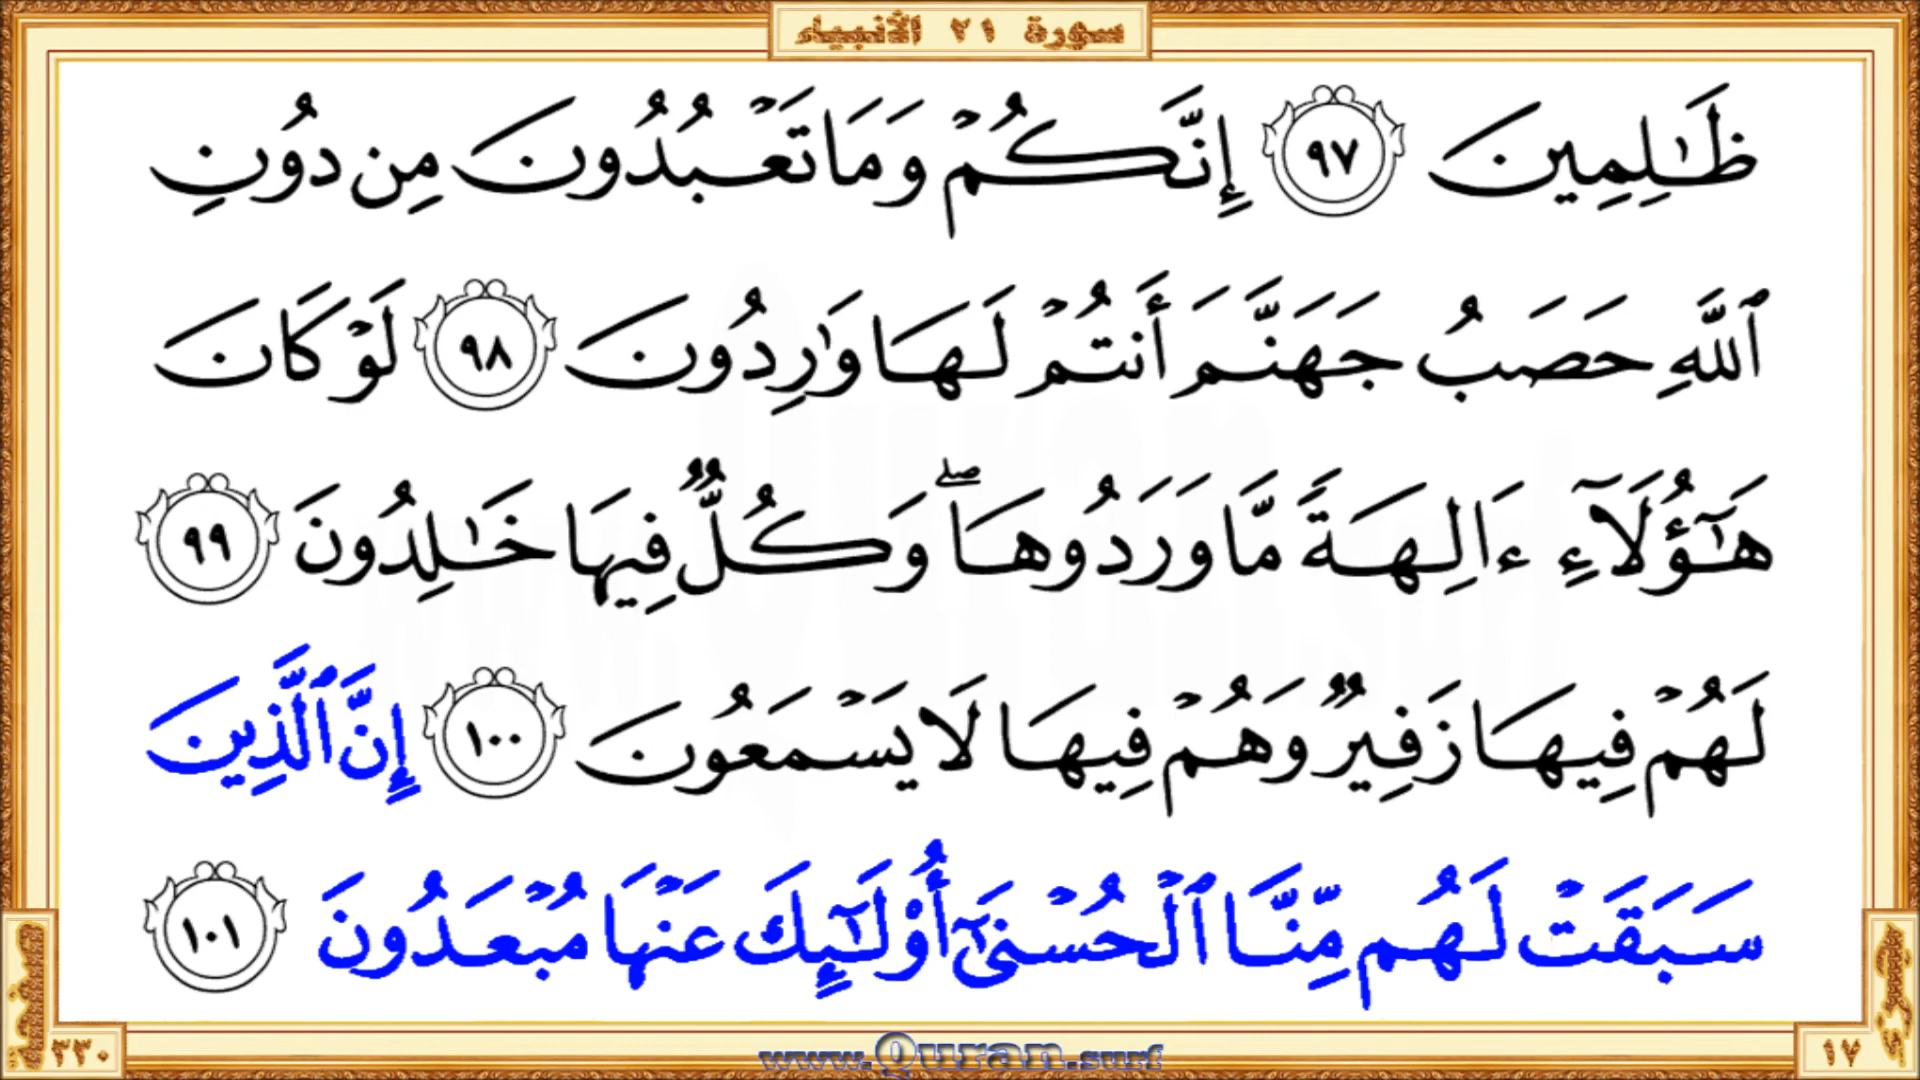 سورة ٢١ الأنبياء
ظَٰلِمِينَ ٩٧ إِنَّكُمۡ وَمَا تَعۡبُدُونَ مِن دُونِ
ٱللَّهِ حَصَبُ جَهَنَّمَ أَنتُمۡ لَهَا وَٰرِدُونَ ٩٨ لَوۡ كَانَ
هَٰٓؤُلَآءِ ءَالِهَةٗ مَّا وَرَدُوهَاۖ وَكُلّٞ فِيهَا خَٰلِدُونَ ٩٩
لَهُمۡ فِيهَا زَفِيرٞ وَهُمۡ فِيهَا لَا يَسۡمَعُونَ ١٠٠ إِنَّ ٱلَّذِينَ
سَبَقَتۡ لَهُم مِّنَّا ٱلۡحُسۡنَىٰٓ أُوْلَٰٓئِكَ عَنۡهَا مُبۡعَدُونَ ١٠١
صفحة ٣٣٠
www.Quran.surf
١٧